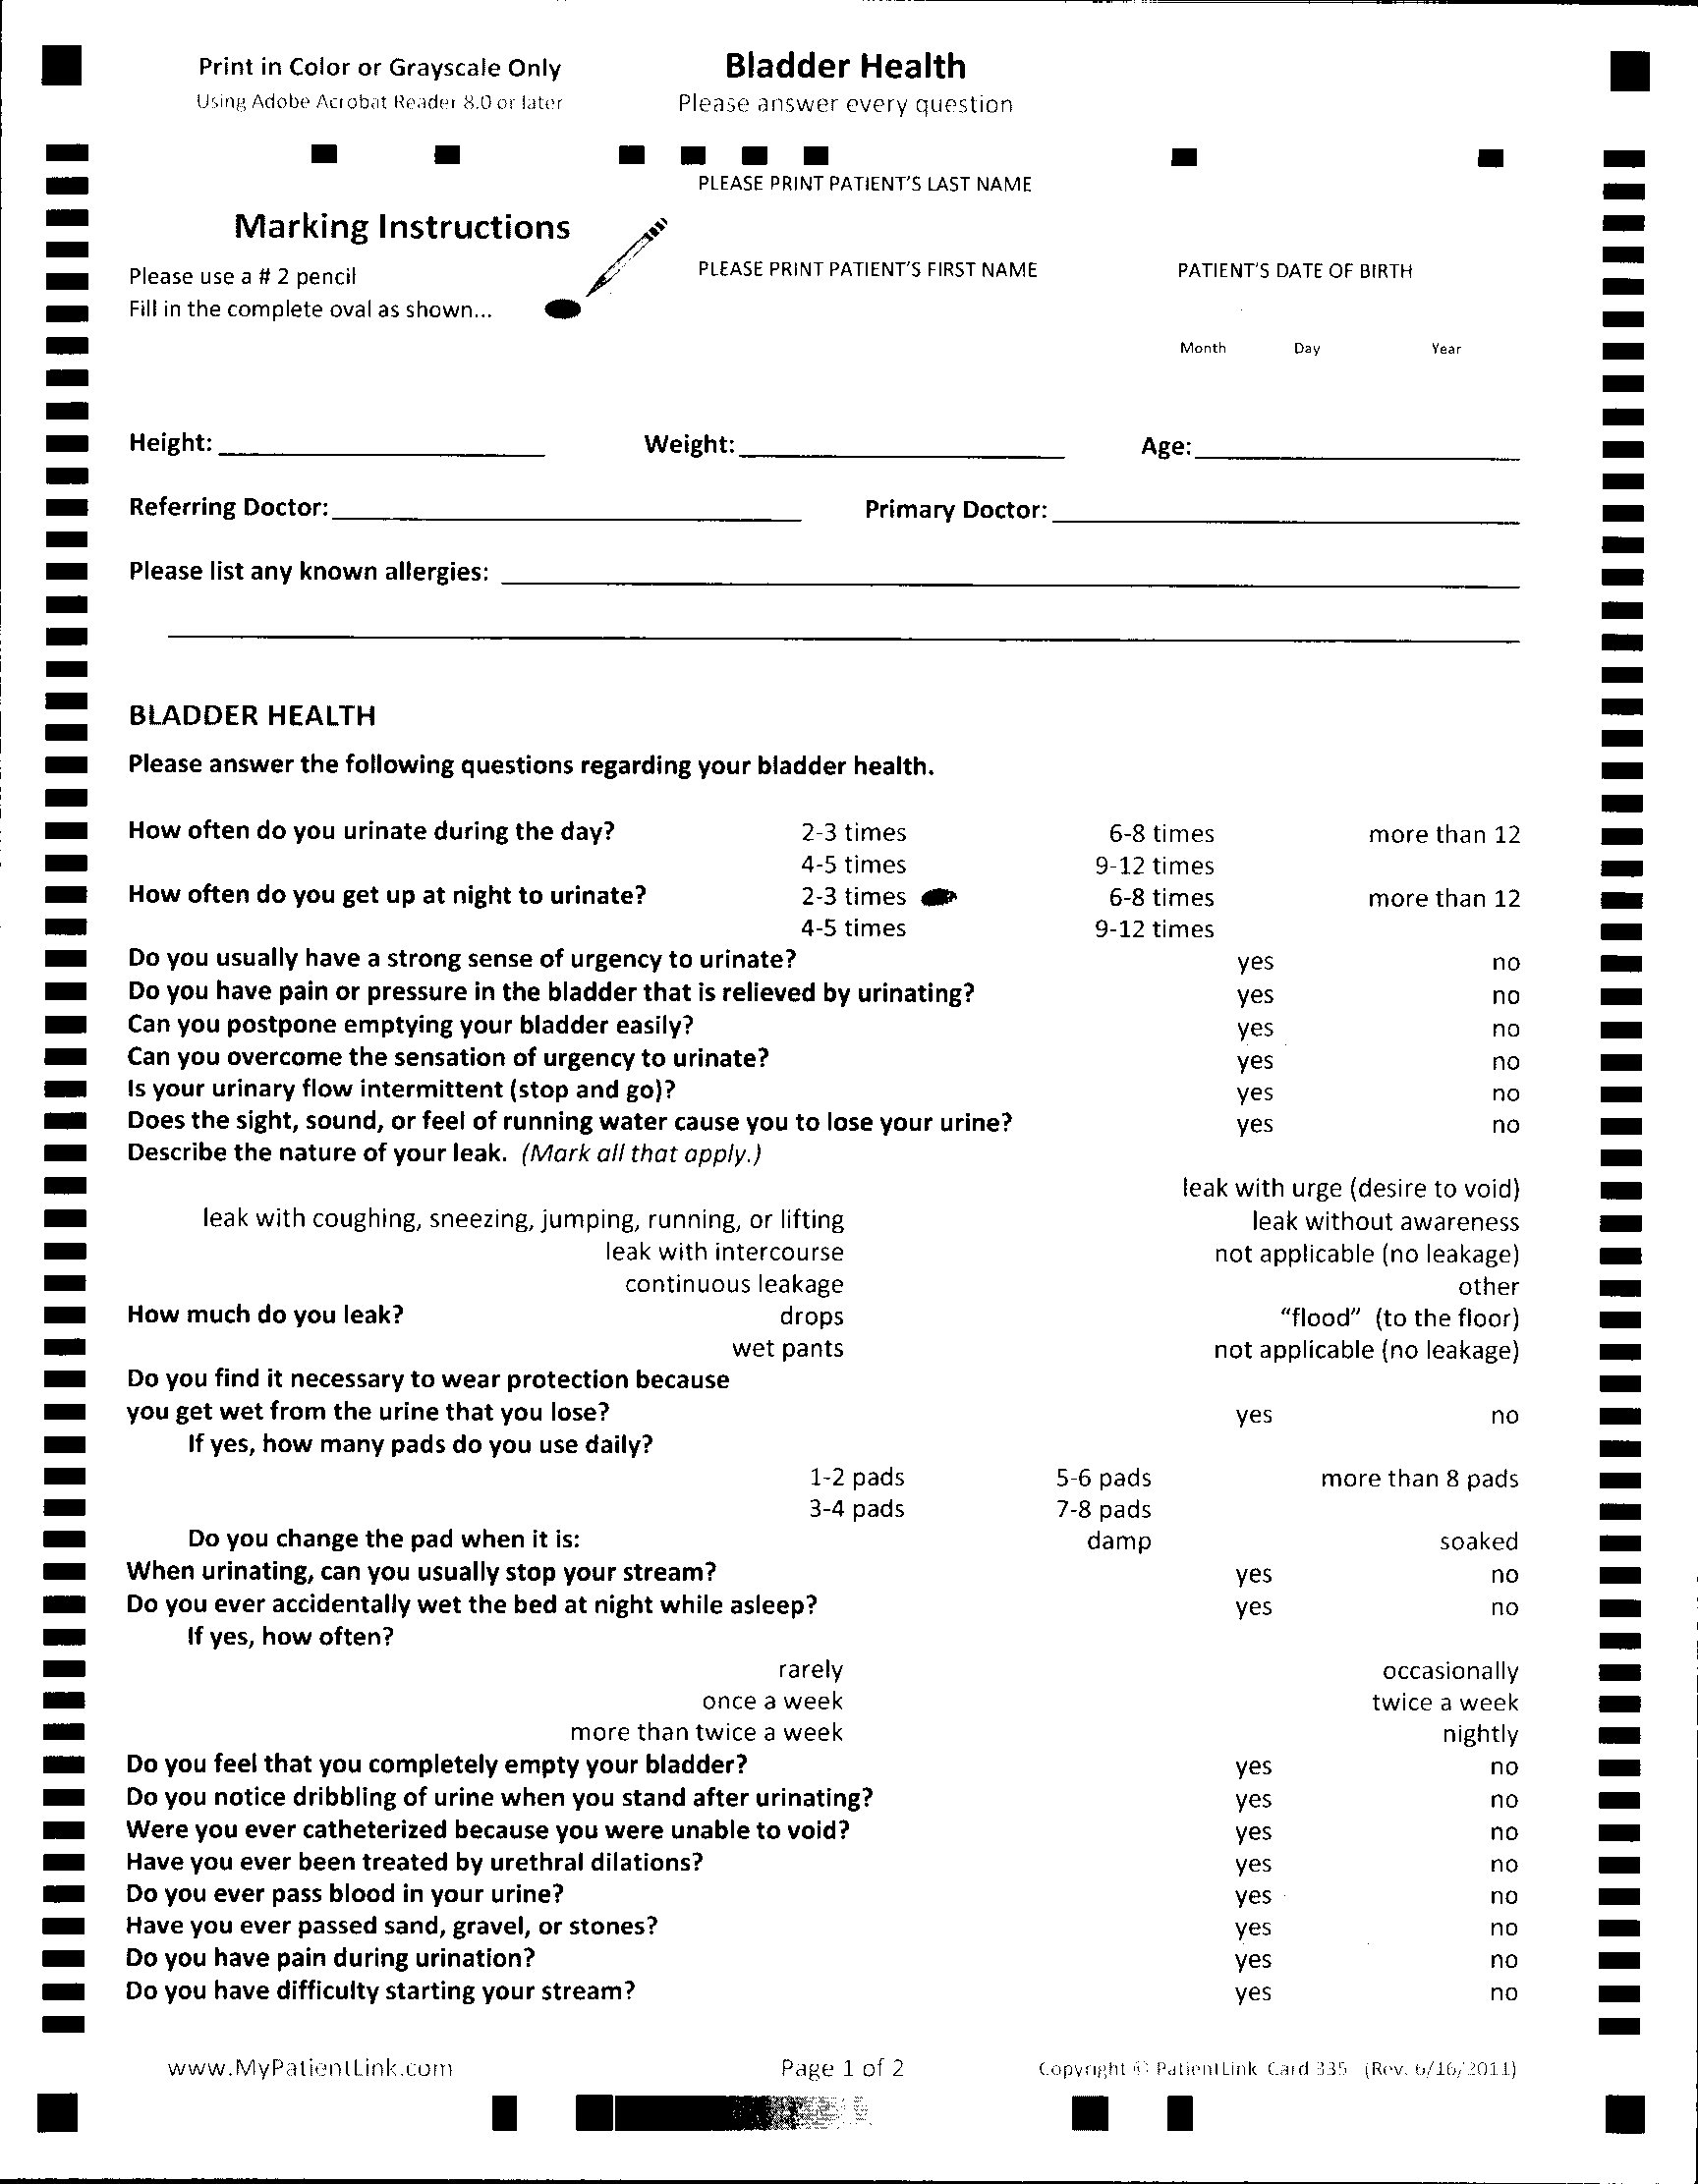 Print in Color or Grayscale Only
Using Adobe Acrobat Reader 8.0 or later
Bladder Health
Please answer every question
PLEASE PRINT PATIENT'S LAST NAME
Marking Instructions
Please use a # 2 pencil
Fill in the complete oval as shown...
PLEASE PRINT PATIENT'S FIRST NAME
PATIENT'S DATE OF BIRTH
Month Day Year
Height: Weight: Age:
Referring Doctor: Primary Doctor:
Please list any known allergies:
BLADDER HEALTH
Please answer the following questions regarding your bladder health.
How often do you urinate during the day? 2-3 times 6-8 times more than 12
4-5 times 9-12 times
How often do you get up at night to urinate? 2-3 times 6-8 times more than 12
4-5 times 9-12 times
Do you usually have a strong sense of urgency to urinate? yes no
Do you have pain or pressure in the bladder that is relieved by urinating? yes no
Can you postpone emptying your bladder easily? yes no
Can you overcome the sensation of urgency to urinate? yes no
Is your urinary flow intermittent (stop and go)? yes no
Does the sight, sound, or feel of running water cause you to lose your urine? yes no
Describe the nature of your leak. (Mark all that apply.)
leak with urge (desire to void)
leak with coughing, sneezing, jumping, running, or lifting leak without awareness
leak with intercourse not applicable (no leakage)
continuous leakage other
How much do you leak? drops "flood" (to the floor)
wet pants not applicable (no leakage)
Do you find it necessary to wear protection because
you get wet from the urine that you lose? yes no
If yes, how many pads do you use daily?
1-2 pads 5-6 pads more than 8 pads
3-4 pads 7-8 pads
Do you change the pad when it is: damp soaked
When urinating, can you usually stop your stream? yes no
Do you ever accidentally wet the bed at night while asleep? yes no
If yes, how often?
rarely occasionally
once a week twice a week
more than twice a week nightly
Do you feel that you completely empty your bladder? yes no
Do you notice dribbling of urine when you stand after urinating? yes no
Were you ever catheterized because you were unable to void? yes no
Have you ever been treated by urethral dilations? yes no
Do you ever pass blood in your urine? yes no
Have you ever passed sand, gravel, or stones? yes no
Do you have pain during urination? yes no
Do you have difficulty starting your stream? yes no
www.MyPatientLink.com Page 1 of 2 Copyright © PatientLink Card 335 (Rev. 6/16/2011)